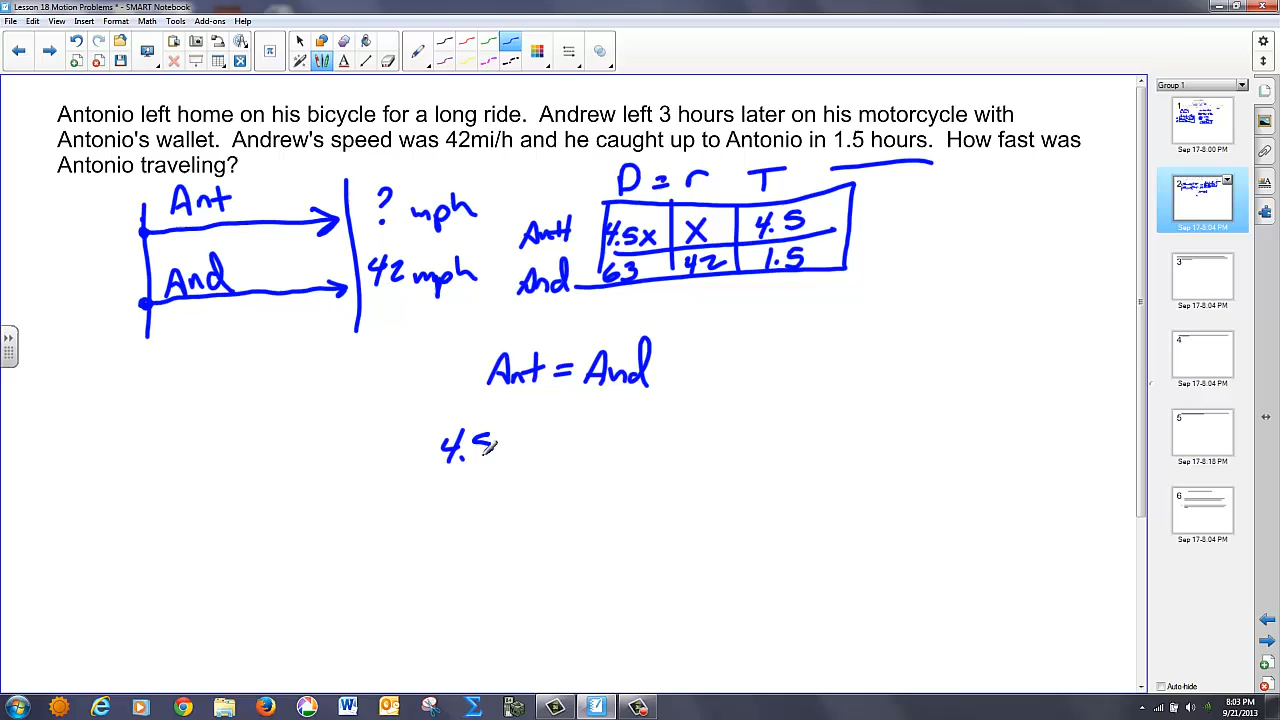 Lesson 18 Motion Problems * - SMART Notebook
File Edit View Insert Format Math Tools Add-ons Help
Group 1
Antonio left home on his bicycle for a long ride. Andrew left 3 hours later on his motorcycle with
Antonio's wallet. Andrew's speed was 42mi/h and he caught up to Antonio in 1.5 hours. How fast was
Antonio traveling?
D = r T
Ant ? mph
4.5x x 4.5
And 42 mph
And 63 42 1.5
Ant = And
4.5
1
Sep 17-8:00 PM
2
Sep 17-8:04 PM
3
Sep 17-8:04 PM
4
Sep 17-8:04 PM
5
Sep 17-8:18 PM
6
Sep 17-8:04 PM
Auto-hide
8:03 PM
9/21/2013